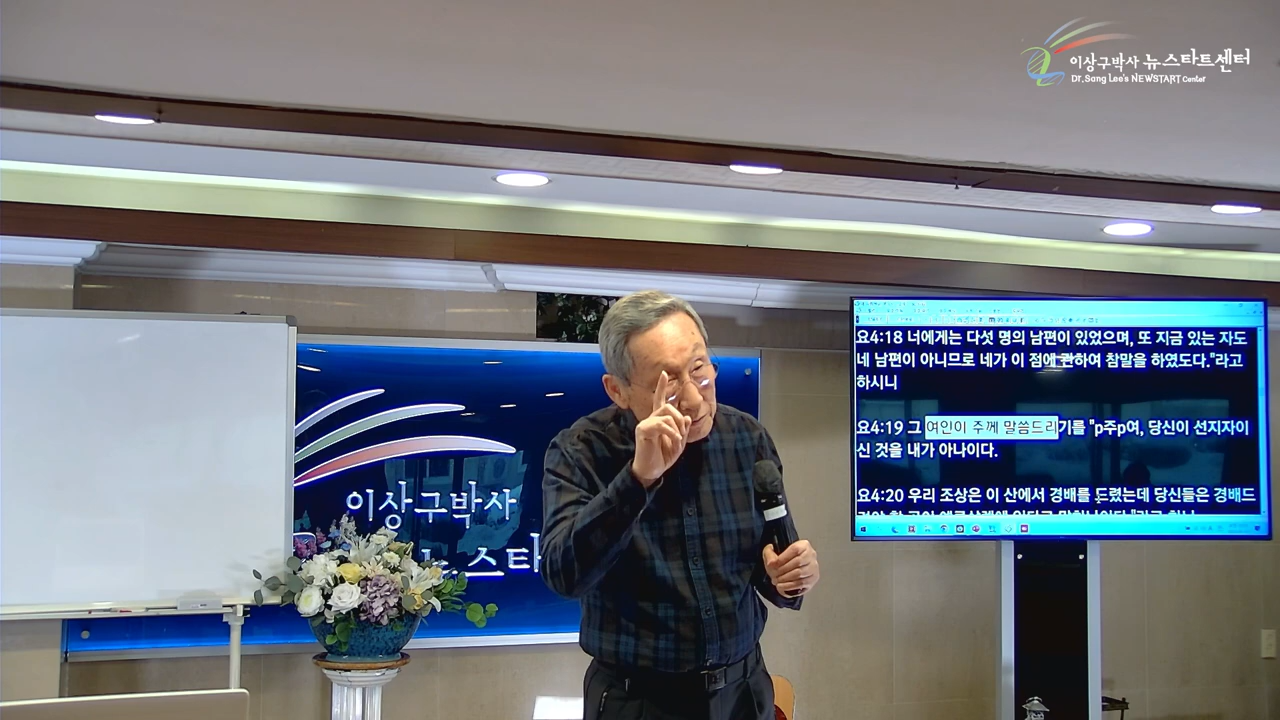 이상구박사 뉴스타트센터
Dr. Sang Lee's NEWSTART Center
요4:18 너에게는 다섯 명의 남편이 있었으며, 또 지금 있는 자도
네 남편이 아니므로 네가 이 점에 관하여 참말을 하였도다."라고
하시니
요4:19 그 여인이 주께 말씀드리기를 "p주p여, 당신이 선지자이
신 것을 내가 아나이다.
요4:20 우리 조상은 이 산에서 경배를 드렸는데 당신들은 경배드
이상구박사
뉴스타